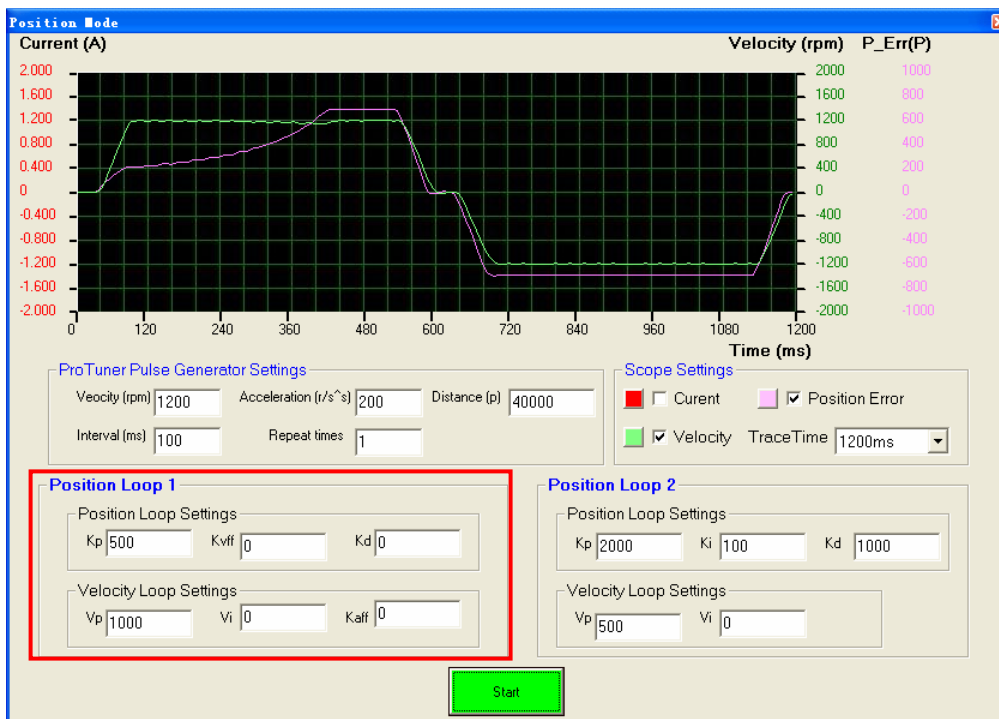 Position Mode
Current (A) Velocity (rpm) P_Err(P)
2.000 2000 1000
1.600 1600 800
1.200 1200 600
0.800 800 400
0.400 400 200
0 0 0
-0.400 -400 -200
-0.800 -800 -400
-1.200 -1200 -600
-1.600 -1600 -800
-2.000 -2000 -1000
0 120 240 360 480 600 720 840 960 1080 1200
Time (ms)
ProTuner Pulse Generator Settings
Veocity (rpm) 1200 Acceleration (r/s^s) 200 Distance (p) 40000
Interval (ms) 100 Repeat times 1
Scope Settings
Curent Position Error
Velocity TraceTime 1200ms
Position Loop 1
Position Loop Settings
Kp 500 Kvff 0 Kd 0
Velocity Loop Settings
Vp 1000 Vi 0 Kaff 0
Position Loop 2
Position Loop Settings
Kp 2000 Ki 100 Kd 1000
Velocity Loop Settings
Vp 500 Vi 0
Start